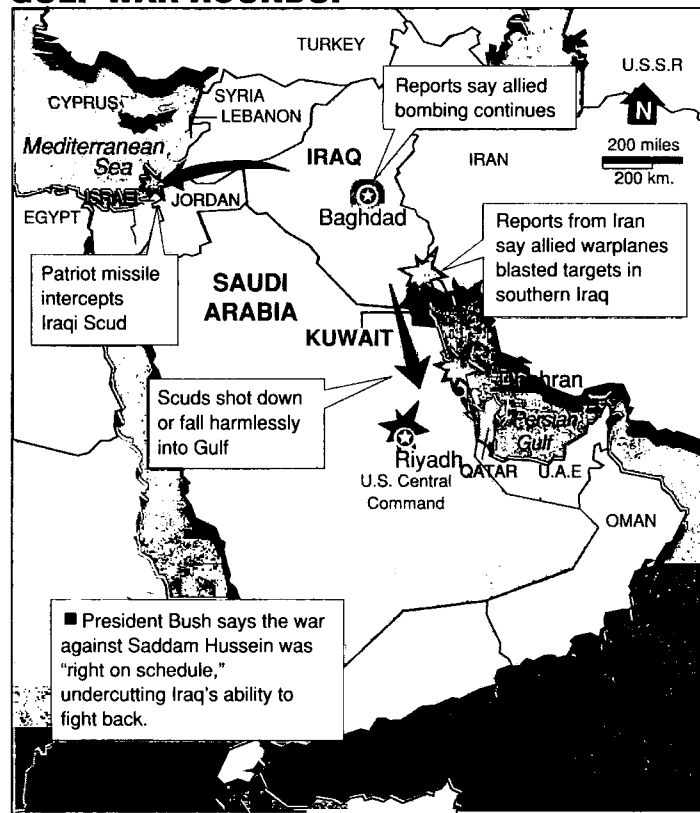 GULF WAR ROUNDUP
TURKEY
U.S.S.R
Reports say allied
bombing continues
CYPRUS
SYRIA
LEBANON
N
Mediterranean
Sea
IRAQ
IRAN
200 miles
200 km.
ISRAEL
JORDAN
EGYPT
Baghdad
Reports from Iran
say allied warplanes
blasted targets in
southern Iraq
Patriot missile
intercepts
Iraqi Scud
SAUDI
ARABIA
KUWAIT
Dhahran
Scuds shot down
or fall harmlessly
into Gulf
Persian
Gulf
Riyadh
QATAR
U.A.E
U.S. Central
Command
OMAN
■ President Bush says the war
against Saddam Hussein was
“right on schedule,”
undercutting Iraq's ability to
fight back.